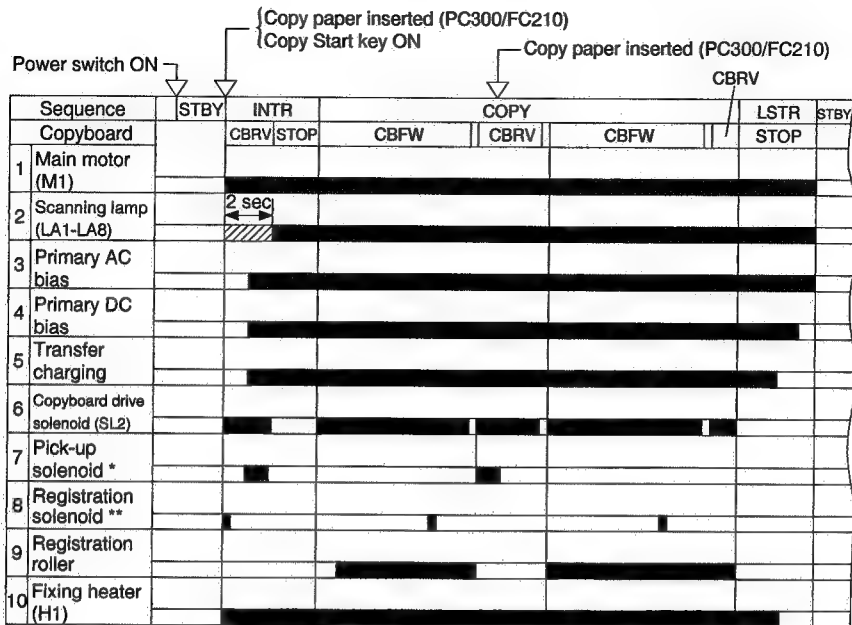 {Copy paper inserted (PC300/FC210)
{Copy Start key ON
Copy paper inserted (PC300/FC210)
Power switch ON
CBRV
Sequence STBY INTR COPY LSTR STBY
Copyboard CBRV STOP CBFW CBRV CBFW STOP
1 Main motor
(M1)
2 Scanning lamp
(LA1-LA8)
2 sec
3 Primary AC
bias
4 Primary DC
bias
5 Transfer
charging
6 Copyboard drive
solenoid (SL2)
7 Pick-up
solenoid *
8 Registration
solenoid **
9 Registration
roller
10 Fixing heater
(H1)